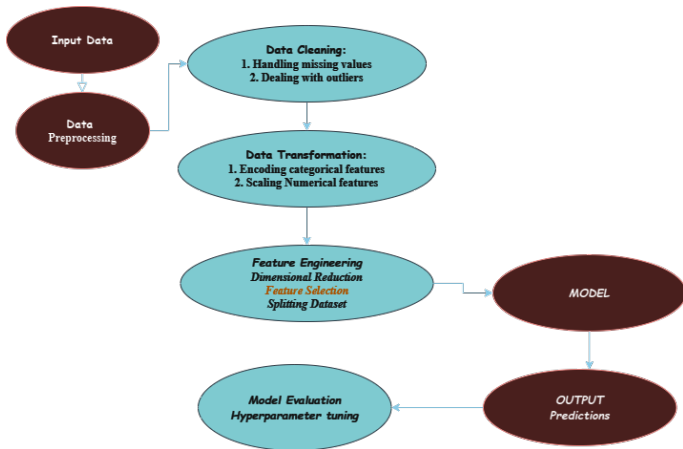 Input Data
Data
Preprocessing
Data Cleaning:
1. Handling missing values
2. Dealing with outliers
Data Transformation:
1. Encoding categorical features
2. Scaling Numerical features
Feature Engineering
Dimensional Reduction
Feature Selection
Splitting Dataset
MODEL
OUTPUT
Predictions
Model Evaluation
Hyperparameter tuning